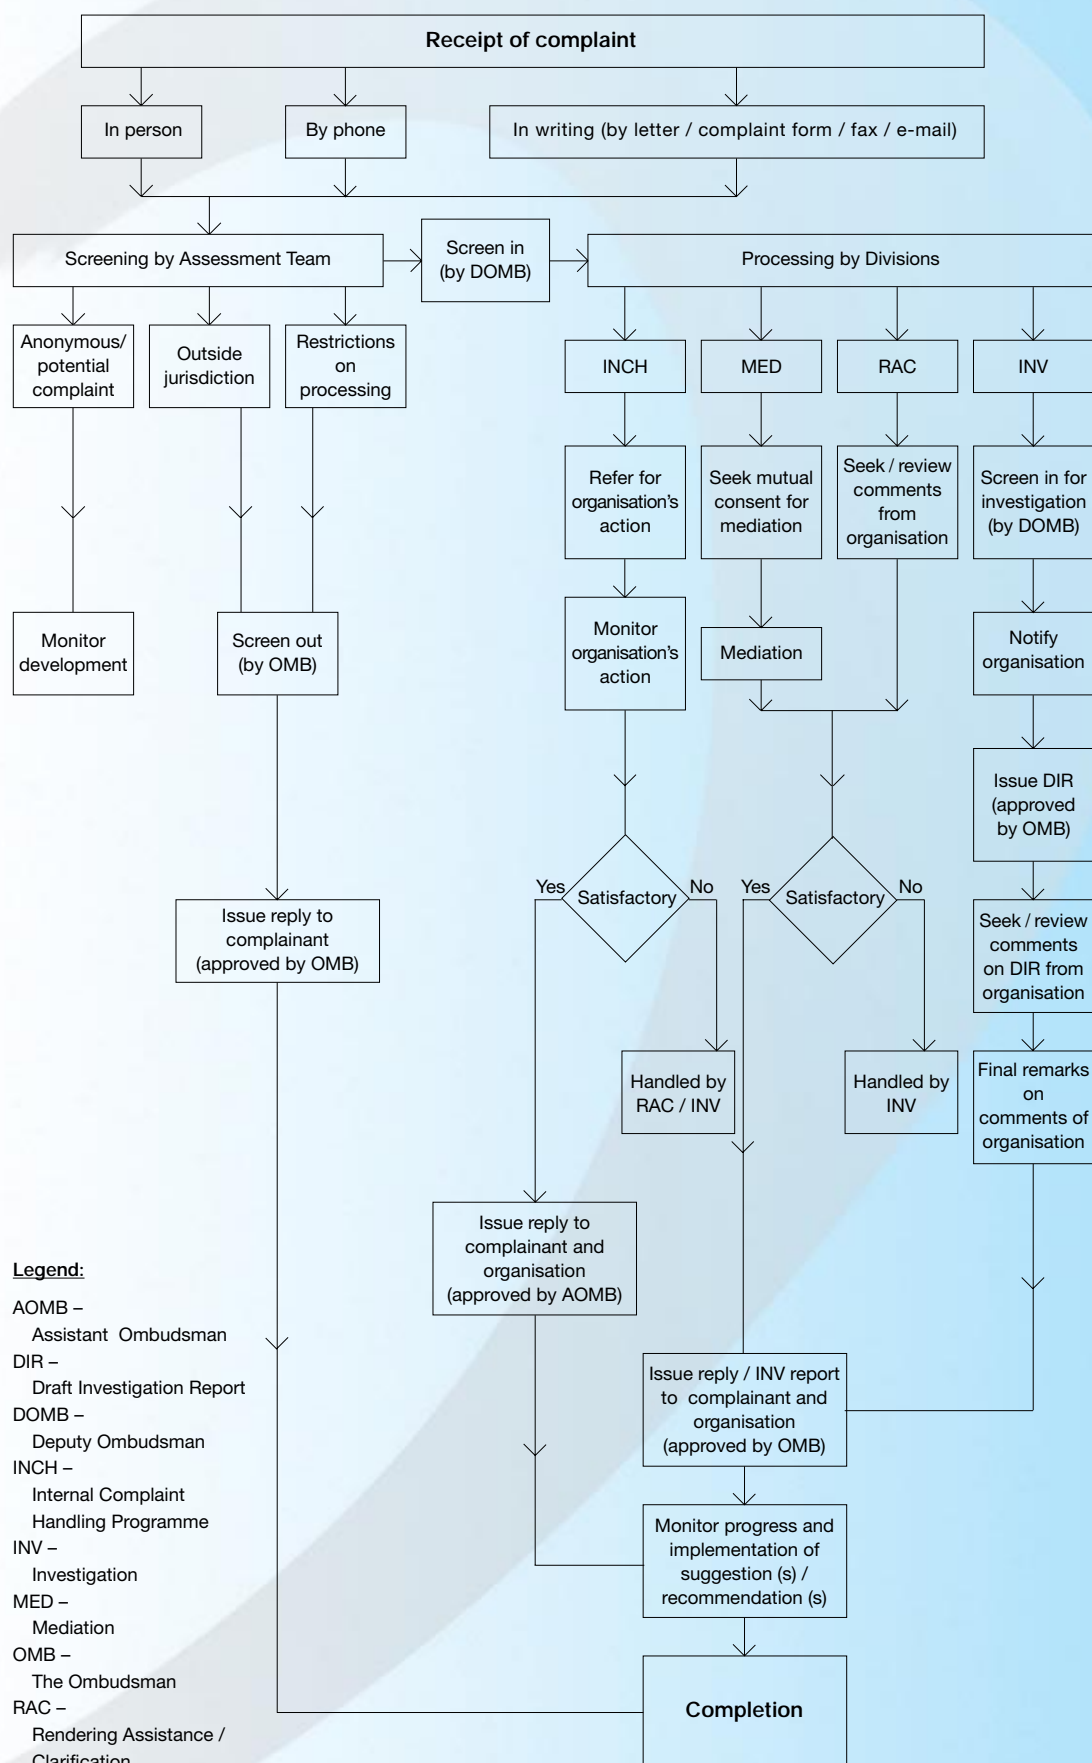 Receipt of complaint
In person
By phone
In writing (by letter / complaint form / fax / e-mail)
Screening by Assessment Team
Screen in
(by DOMB)
Processing by Divisions
Anonymous/
potential
complaint
Outside
jurisdiction
Restrictions
on
processing
INCH
MED
RAC
INV
Refer for
organisation's
action
Seek mutual
consent for
mediation
Seek / review
comments
from
organisation
Screen in for
investigation
(by DOMB)
Monitor
development
Screen out
(by OMB)
Monitor
organisation's
action
Mediation
Notify
organisation
Issue DIR
(approved
by OMB)
Yes
Satisfactory
No
Yes
Satisfactory
No
Issue reply to
complainant
(approved by OMB)
Seek / review
comments
on DIR from
organisation
Handled by
RAC / INV
Handled by
INV
Final remarks
on
comments of
organisation
Issue reply to
complainant and
organisation
(approved by AOMB)
Issue reply / INV report
to complainant and
organisation
(approved by OMB)
Monitor progress and
implementation of
suggestion (s) /
recommendation (s)
Completion
Legend:
AOMB –
Assistant Ombudsman
DIR –
Draft Investigation Report
DOMB –
Deputy Ombudsman
INCH –
Internal Complaint
Handling Programme
INV –
Investigation
MED –
Mediation
OMB –
The Ombudsman
RAC –
Rendering Assistance /
Clarification